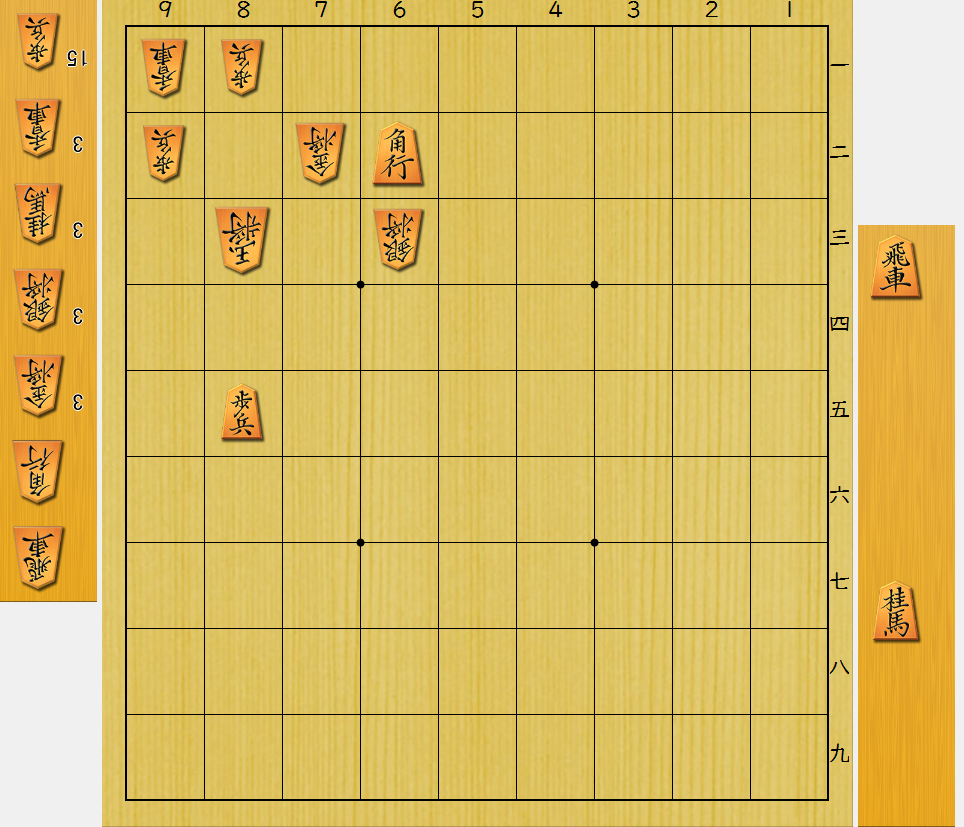 9 8 7 6 5 4 3 2 1
香車 歩兵 一
歩兵 金将 角行 二
玉将 銀将 三
四
歩兵 五
六
七
八
九
歩兵 15
香車 3
桂馬 3
銀将 3
金将 3
角行
飛車
飛車
桂馬